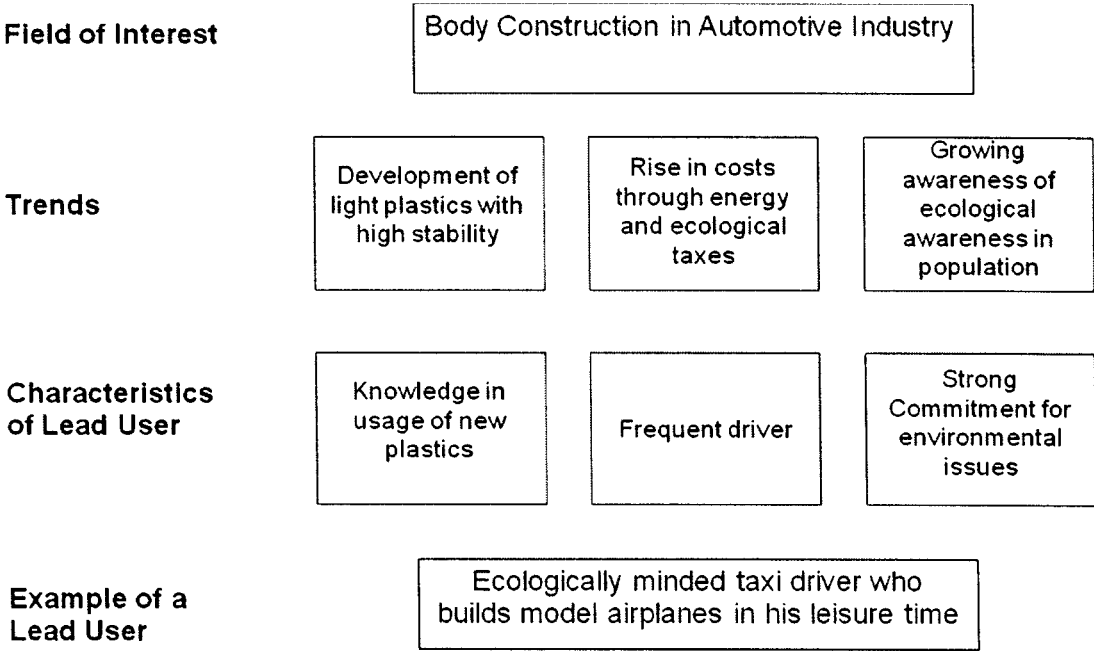 Field of Interest
Body Construction in Automotive Industry
Trends
Development of
light plastics with
high stability
Rise in costs
through energy
and ecological
taxes
Growing
awareness of
ecological
awareness in
population
Characteristics
of Lead User
Knowledge in
usage of new
plastics
Frequent driver
Strong
Commitment for
environmental
issues
Example of a
Lead User
Ecologically minded taxi driver who
builds model airplanes in his leisure time